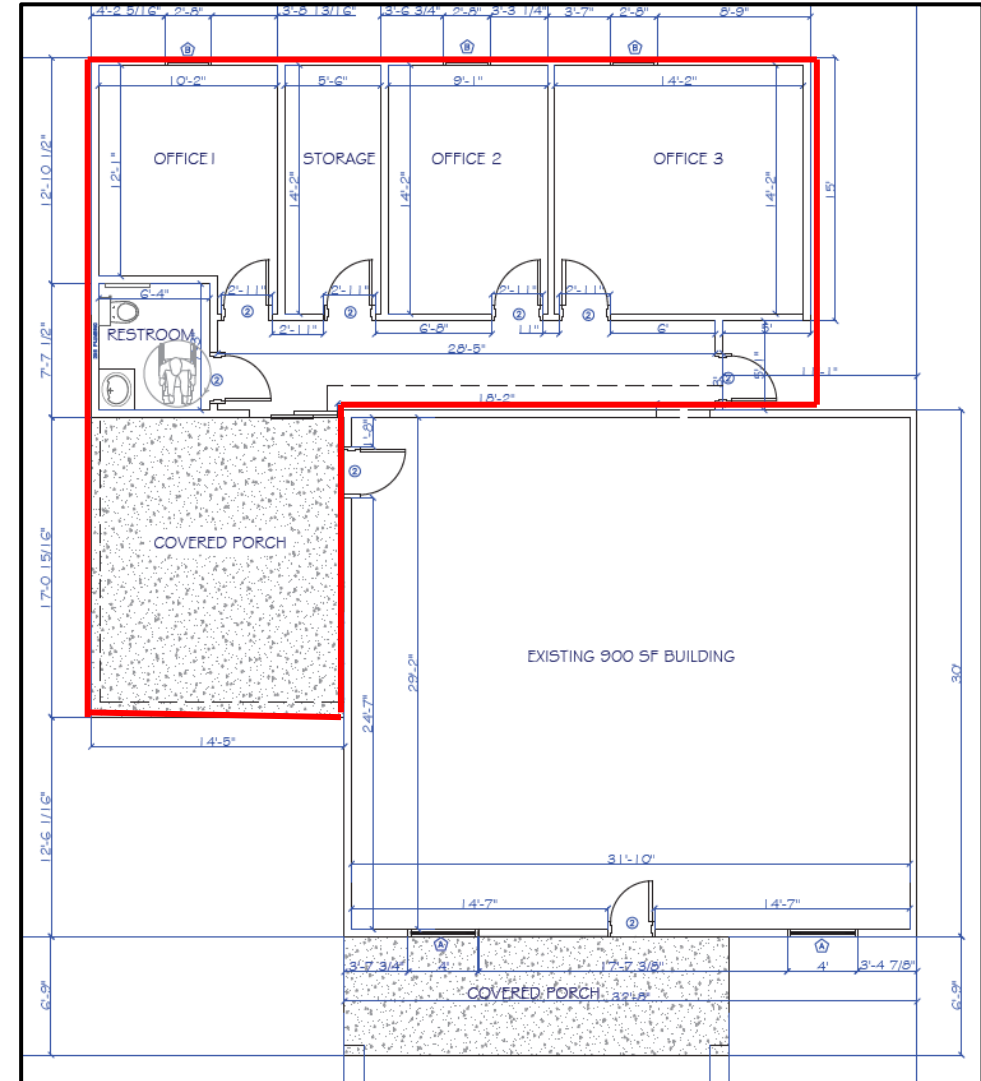 4'-2 5/16" 2'-8" 3'-8 13/16" 3'-6 3/4" 2'-8" 3'-3 1/4" 3'-7" 2'-8" 8'-9"
B B B
10'-2" 5'-6" 9'-1" 14'-2"
12'-10 1/2"
OFFICE 1 STORAGE OFFICE 2 OFFICE 3
12'-1" 14'-2" 14'-2" 14'-2" 15'
6'-4" 2'-11" 2'-11" 2'-11" 2'-11"
2 2 2 2
RESTROOM 2'-11" 6'-8" 11" 6' 5'
7'-7 1/2"
28'-5"
5'-1"
2 2 11'-1"
18'-2"
1'-8"
2
COVERED PORCH
17'-0 15/16"
EXISTING 900 SF BUILDING
29'-2" 24'-7" 30'
14'-5"
12'-6 1/16"
31'-10"
14'-7" 14'-7"
2
A A
3'-7 3/4" 4' 17'-7 3/8" 4' 3'-4 7/8"
COVERED PORCH 32'-8"
6'-9" 6'-9"